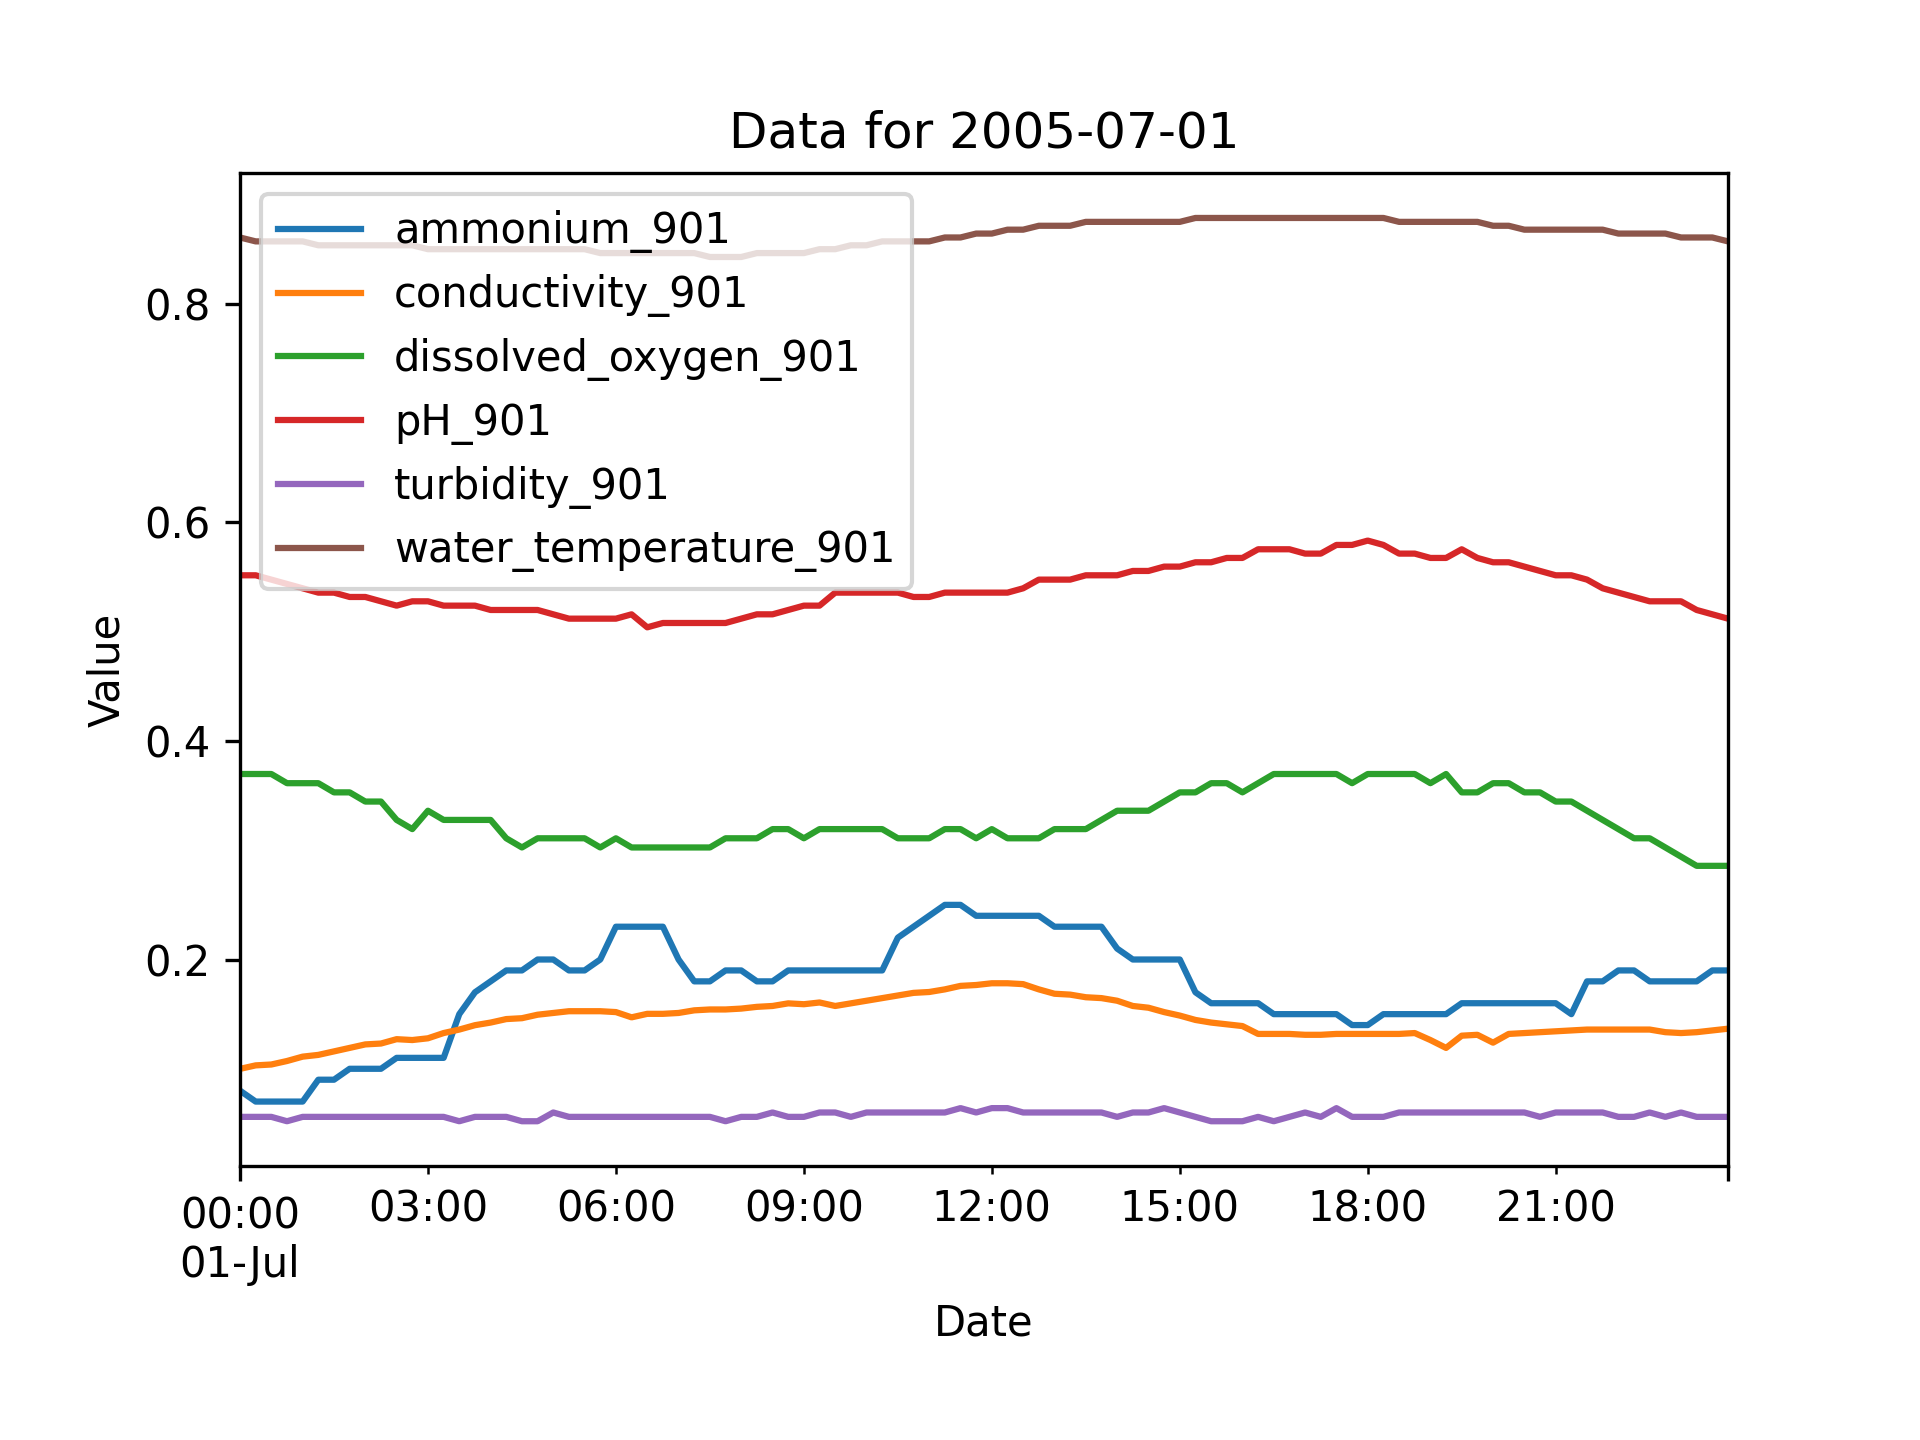 Data for 2005-07-01
ammonium_901
conductivity_901
dissolved_oxygen_901
pH_901
turbidity_901
water_temperature_901
0.8
0.6
0.4
0.2
Value
00:00 03:00 06:00 09:00 12:00 15:00 18:00 21:00
01-Jul
Date